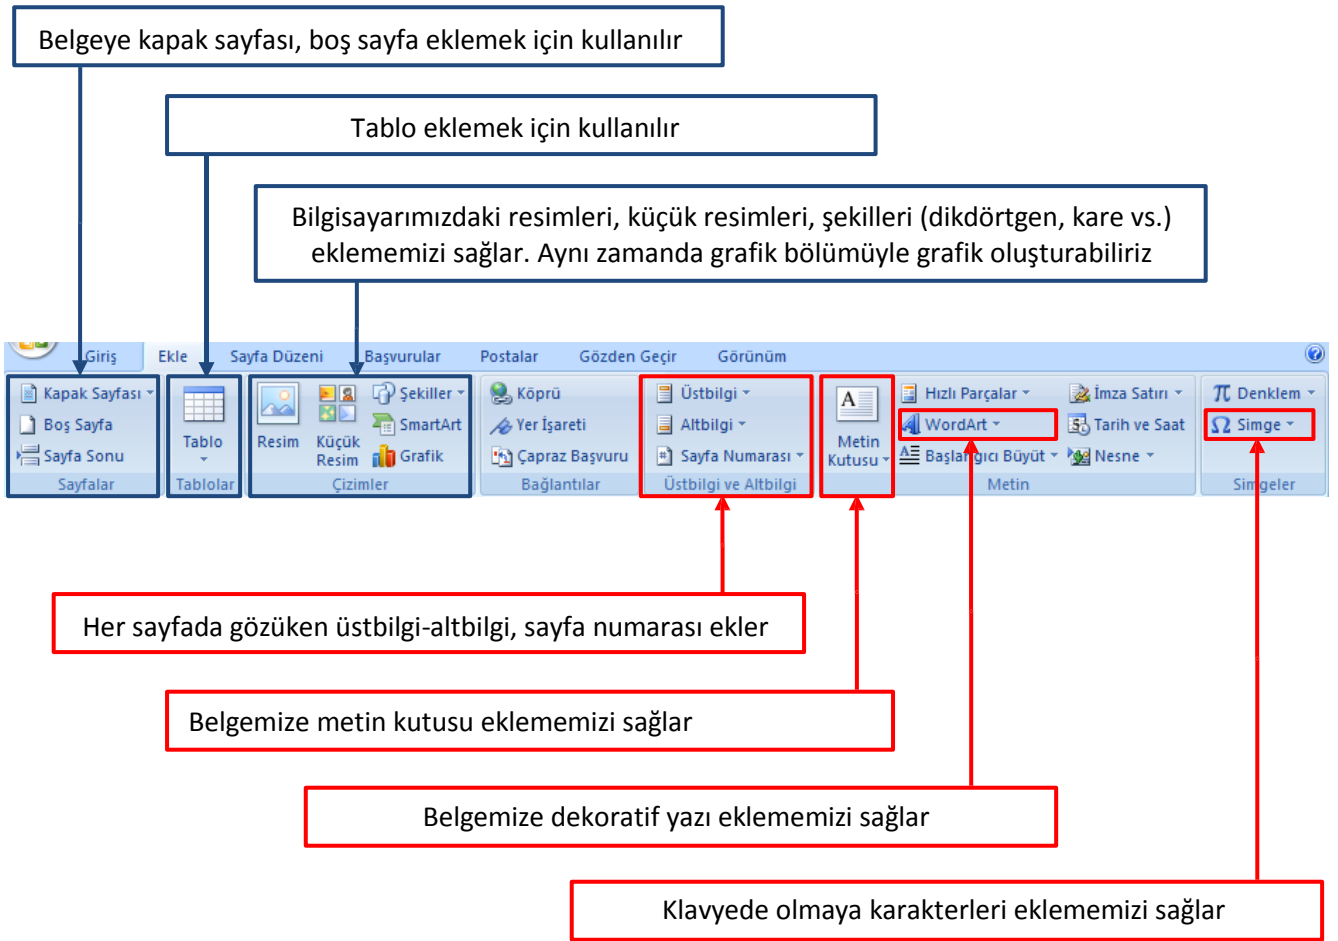 Belgeye kapak sayfası, boş sayfa eklemek için kullanılır
Tablo eklemek için kullanılır
Bilgisayarımızdaki resimleri, küçük resimleri, şekilleri (dikdörtgen, kare vs.)
eklememizi sağlar. Aynı zamanda grafik bölümüyle grafik oluşturabiliriz
Giriş Ekle Sayfa Düzeni Başvurular Postalar Gözden Geçir Görünüm
Kapak Sayfası
Boş Sayfa
Sayfa Sonu
Sayfalar
Tablo
Tablolar
Resim
Küçük
Resim
Şekiller
SmartArt
Grafik
Çizimler
Köprü
Yer İşareti
Çapraz Başvuru
Bağlantılar
Üstbilgi
Altbilgi
Sayfa Numarası
Üstbilgi ve Altbilgi
Metin
Kutusu
Hızlı Parçalar
WordArt
Başlangıcı Büyüt
İmza Satırı
Tarih ve Saat
Nesne
Metin
π Denklem
Ω Simge
Simgeler
Her sayfada gözüken üstbilgi-altbilgi, sayfa numarası ekler
Belgemize metin kutusu eklememizi sağlar
Belgemize dekoratif yazı eklememizi sağlar
Klavyede olmaya karakterleri eklememizi sağlar